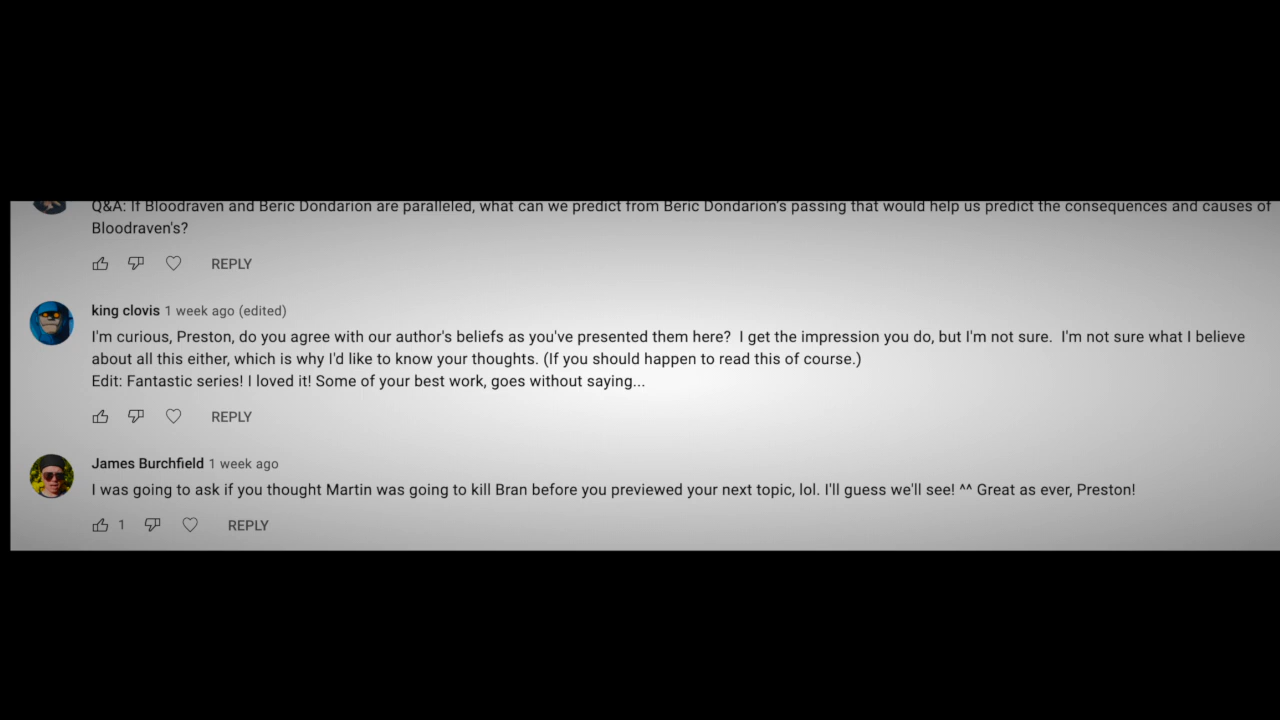 Q&A: If Bloodraven and Beric Dondarion are paralleled, what can we predict from Beric Dondarion's passing that would help us predict the consequences and causes of
Bloodraven's?
REPLY
king clovis 1 week ago (edited)
I'm curious, Preston, do you agree with our author's beliefs as you've presented them here?  I get the impression you do, but I'm not sure.  I'm not sure what I believe
about all this either, which is why I'd like to know your thoughts. (If you should happen to read this of course.)
Edit: Fantastic series! I loved it! Some of your best work, goes without saying...
REPLY
James Burchfield 1 week ago
I was going to ask if you thought Martin was going to kill Bran before you previewed your next topic, lol. I'll guess we'll see! ^^ Great as ever, Preston!
1 REPLY